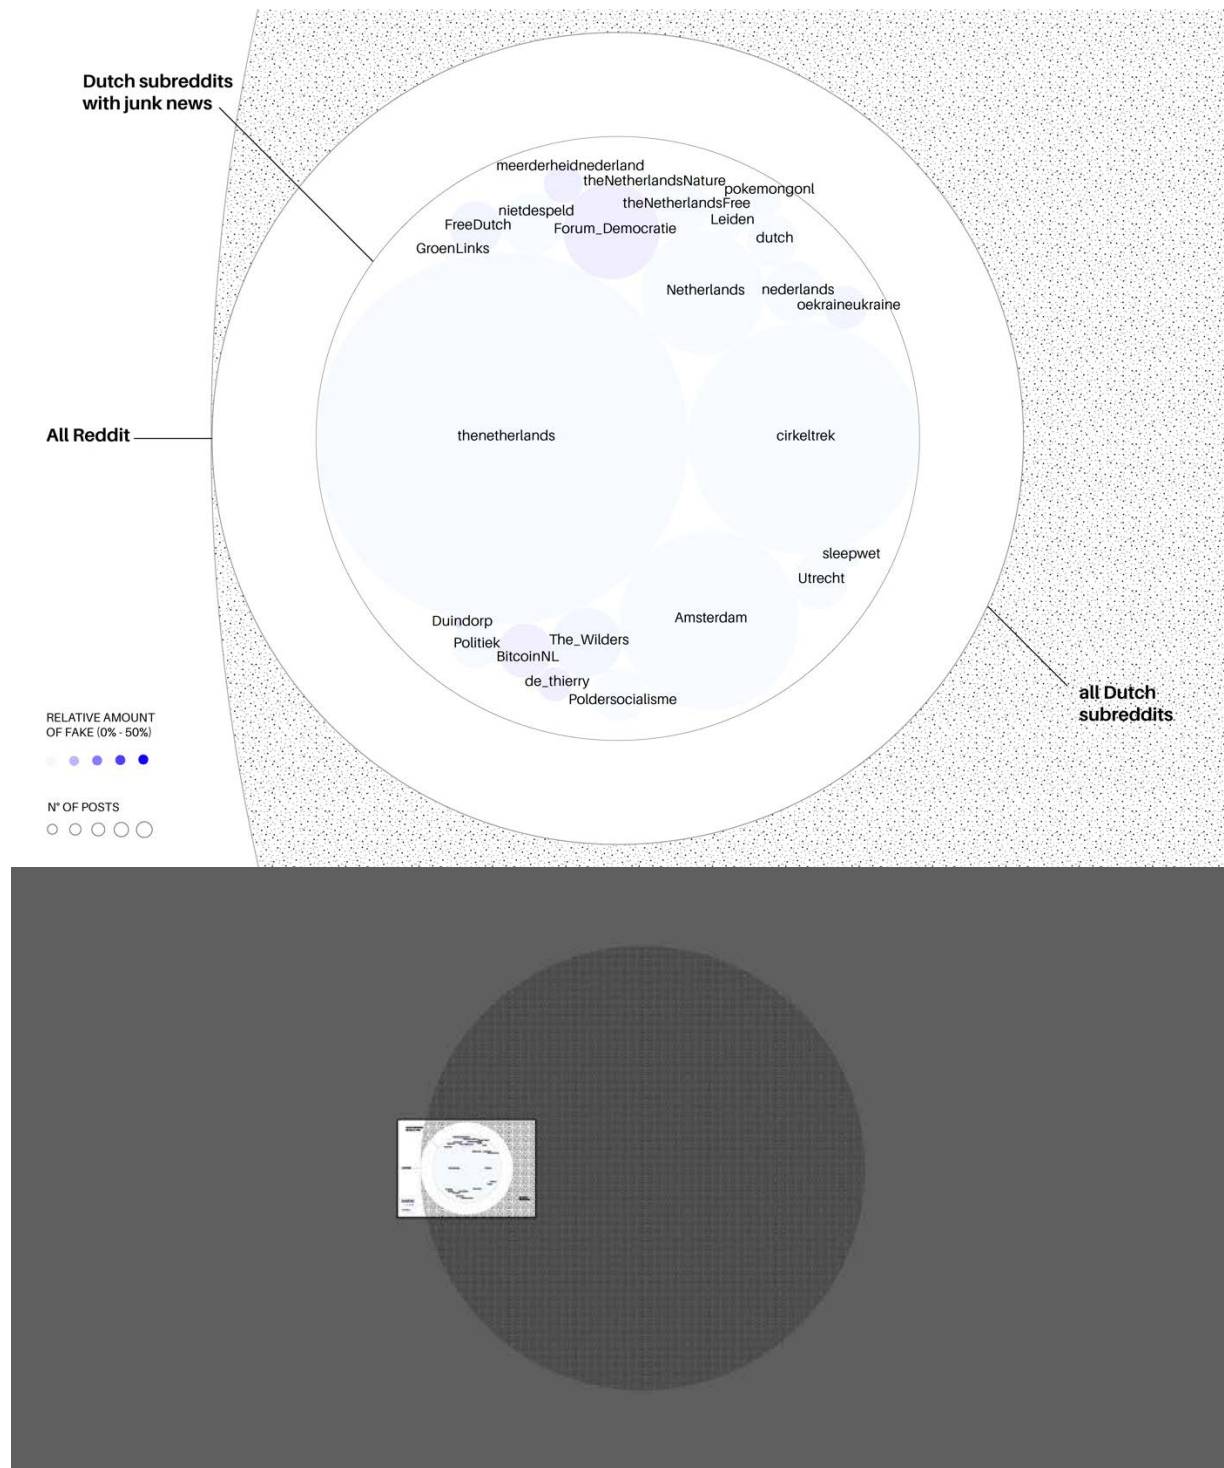 Dutch subreddits
with junk news
meerderheidnederland
theNetherlandsNature
pokemongonl
theNetherlandsFree
nietdespeld
Leiden
FreeDutch
Forum_Democratie
dutch
GroenLinks
Netherlands
nederlands
oekraineukraine
All Reddit
thenetherlands
cirkeltrek
sleepwet
Utrecht
Amsterdam
Duindorp
Politiek
The_Wilders
BitcoinNL
de_thierry
Poldersocialisme
all Dutch
subreddits
RELATIVE AMOUNT
OF FAKE (0% - 50%)
N° OF POSTS